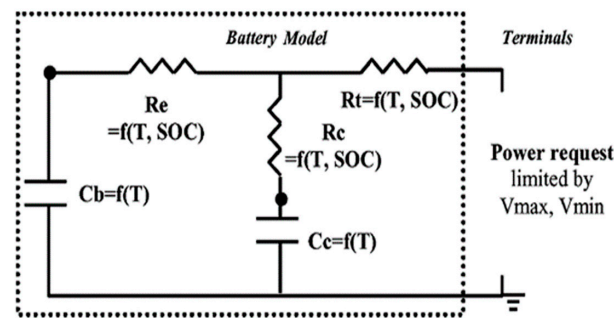 Battery Model
Terminals
Re
=f(T, SOC)
Rt=f(T, SOC)
Rc
=f(T, SOC)
Power request
limited by
Vmax, Vmin
Cb=f(T)
Cc=f(T)